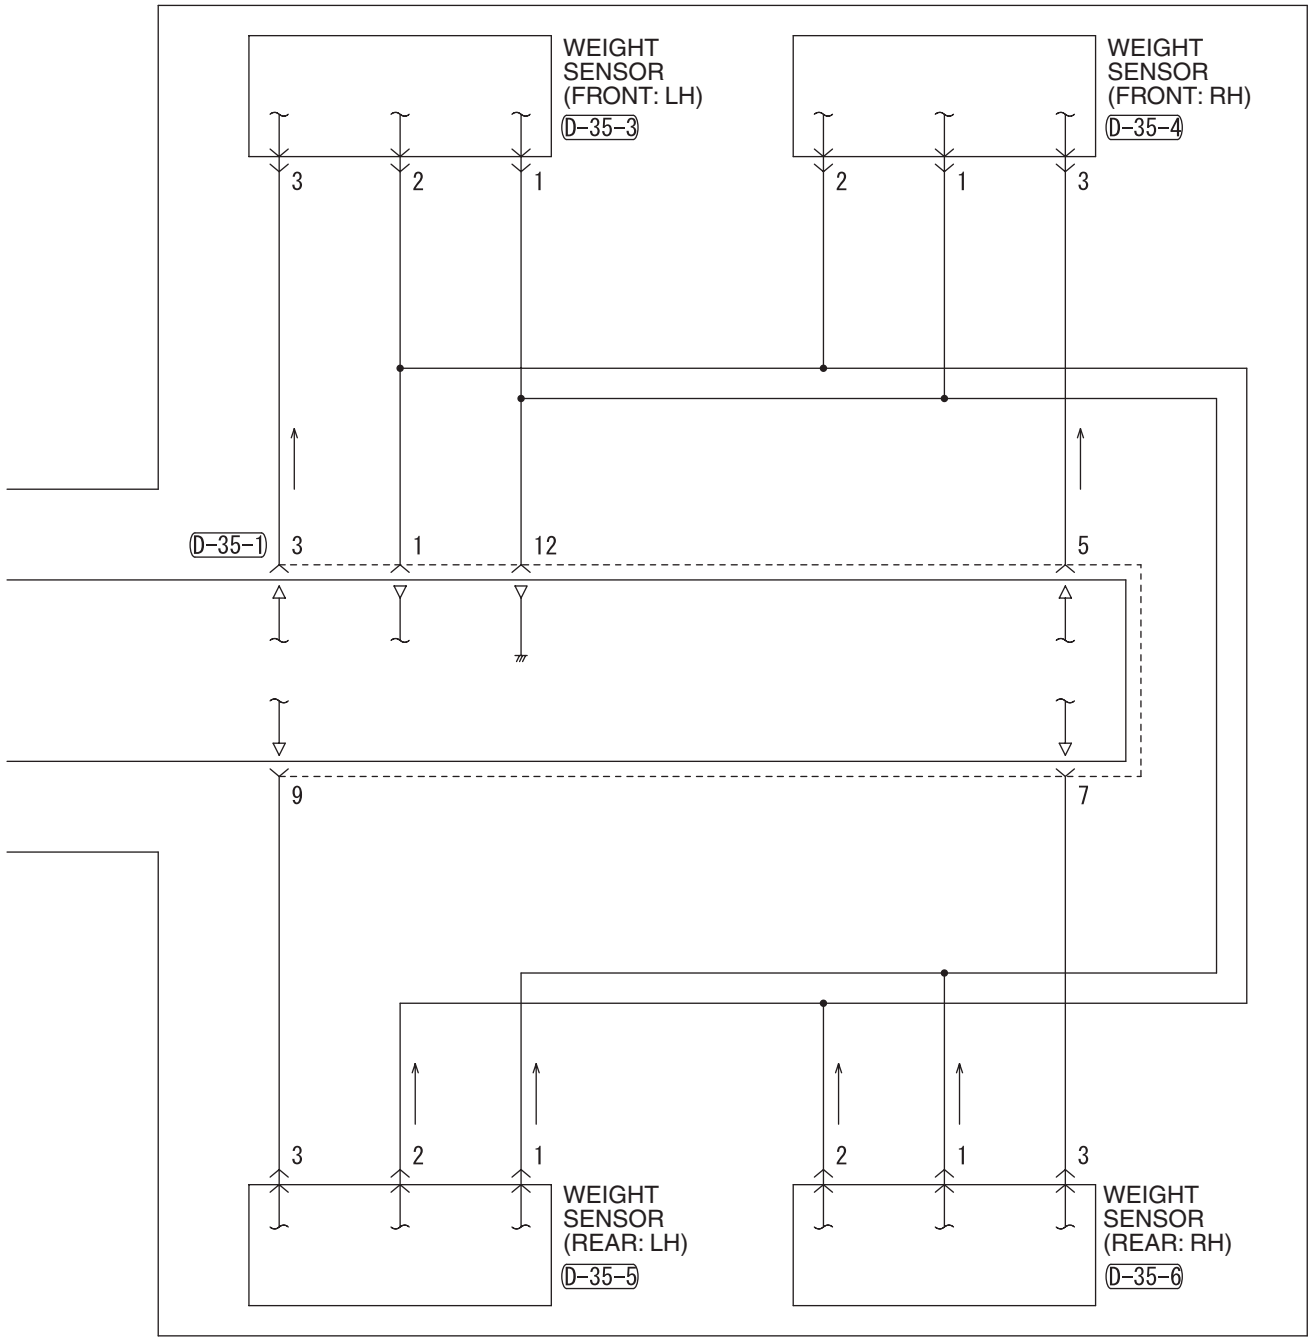 WEIGHT
SENSOR
(FRONT: LH)
D-35-3
WEIGHT
SENSOR
(FRONT: RH)
D-35-4
3 2 1 2 1 3
D-35-1 3 1 12 5
9 7
3 2 1 2 1 3
WEIGHT
SENSOR
(REAR: LH)
D-35-5
WEIGHT
SENSOR
(REAR: RH)
D-35-6